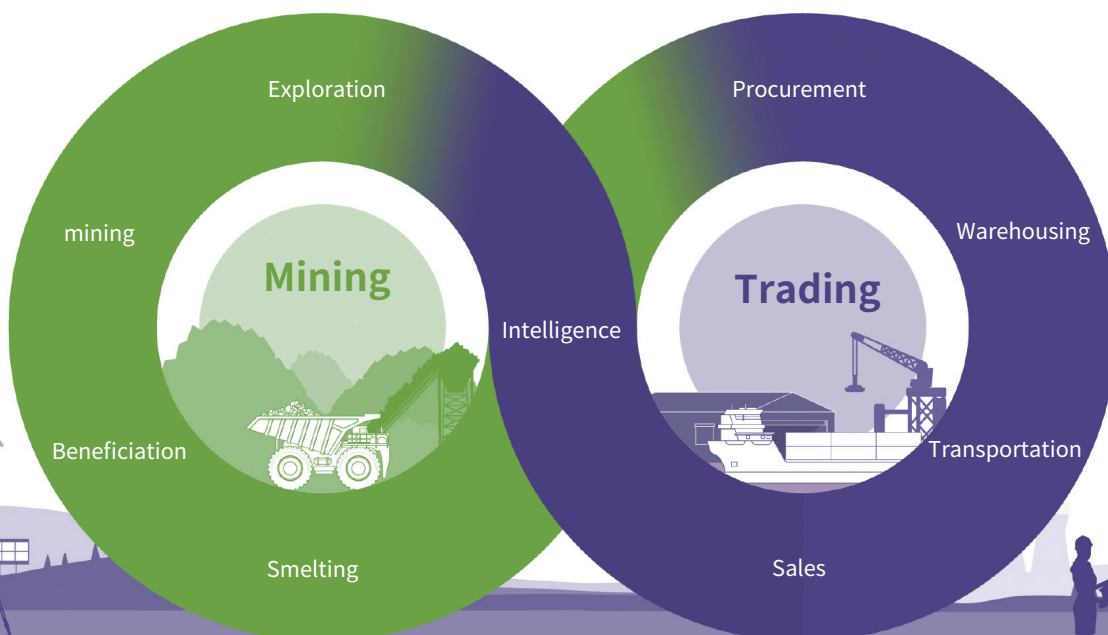 Exploration
Procurement
mining
Warehousing
Mining
Trading
Intelligence
Beneficiation
Transportation
Smelting
Sales